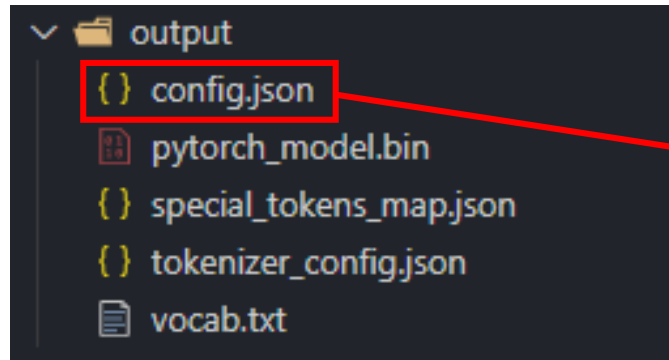 output
{} config.json
pytorch_model.bin
{} special_tokens_map.json
{} tokenizer_config.json
vocab.txt